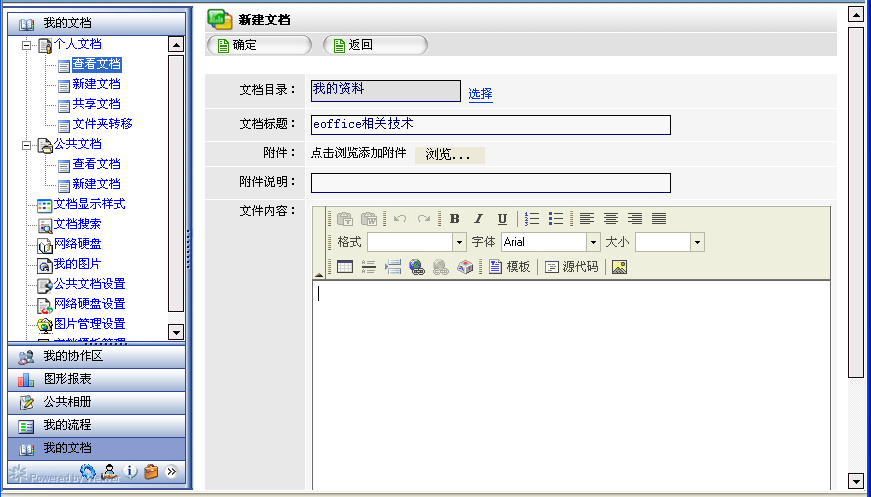 我的文档
个人文档
查看文档
新建文档
共享文档
文件夹转移
公共文档
查看文档
新建文档
文档显示样式
文档搜索
网络硬盘
我的图片
公共文档设置
网络硬盘设置
图片管理设置
文档模板管理
我的协作区
图形报表
公共相册
我的流程
我的文档
新建文档
确定 返回
文档目录： 我的资料 选择
文档标题： eoffice相关技术
附件： 点击浏览添加附件 浏览...
附件说明：
文件内容：
B I U
格式 字体 Arial 大小
模板 源代码